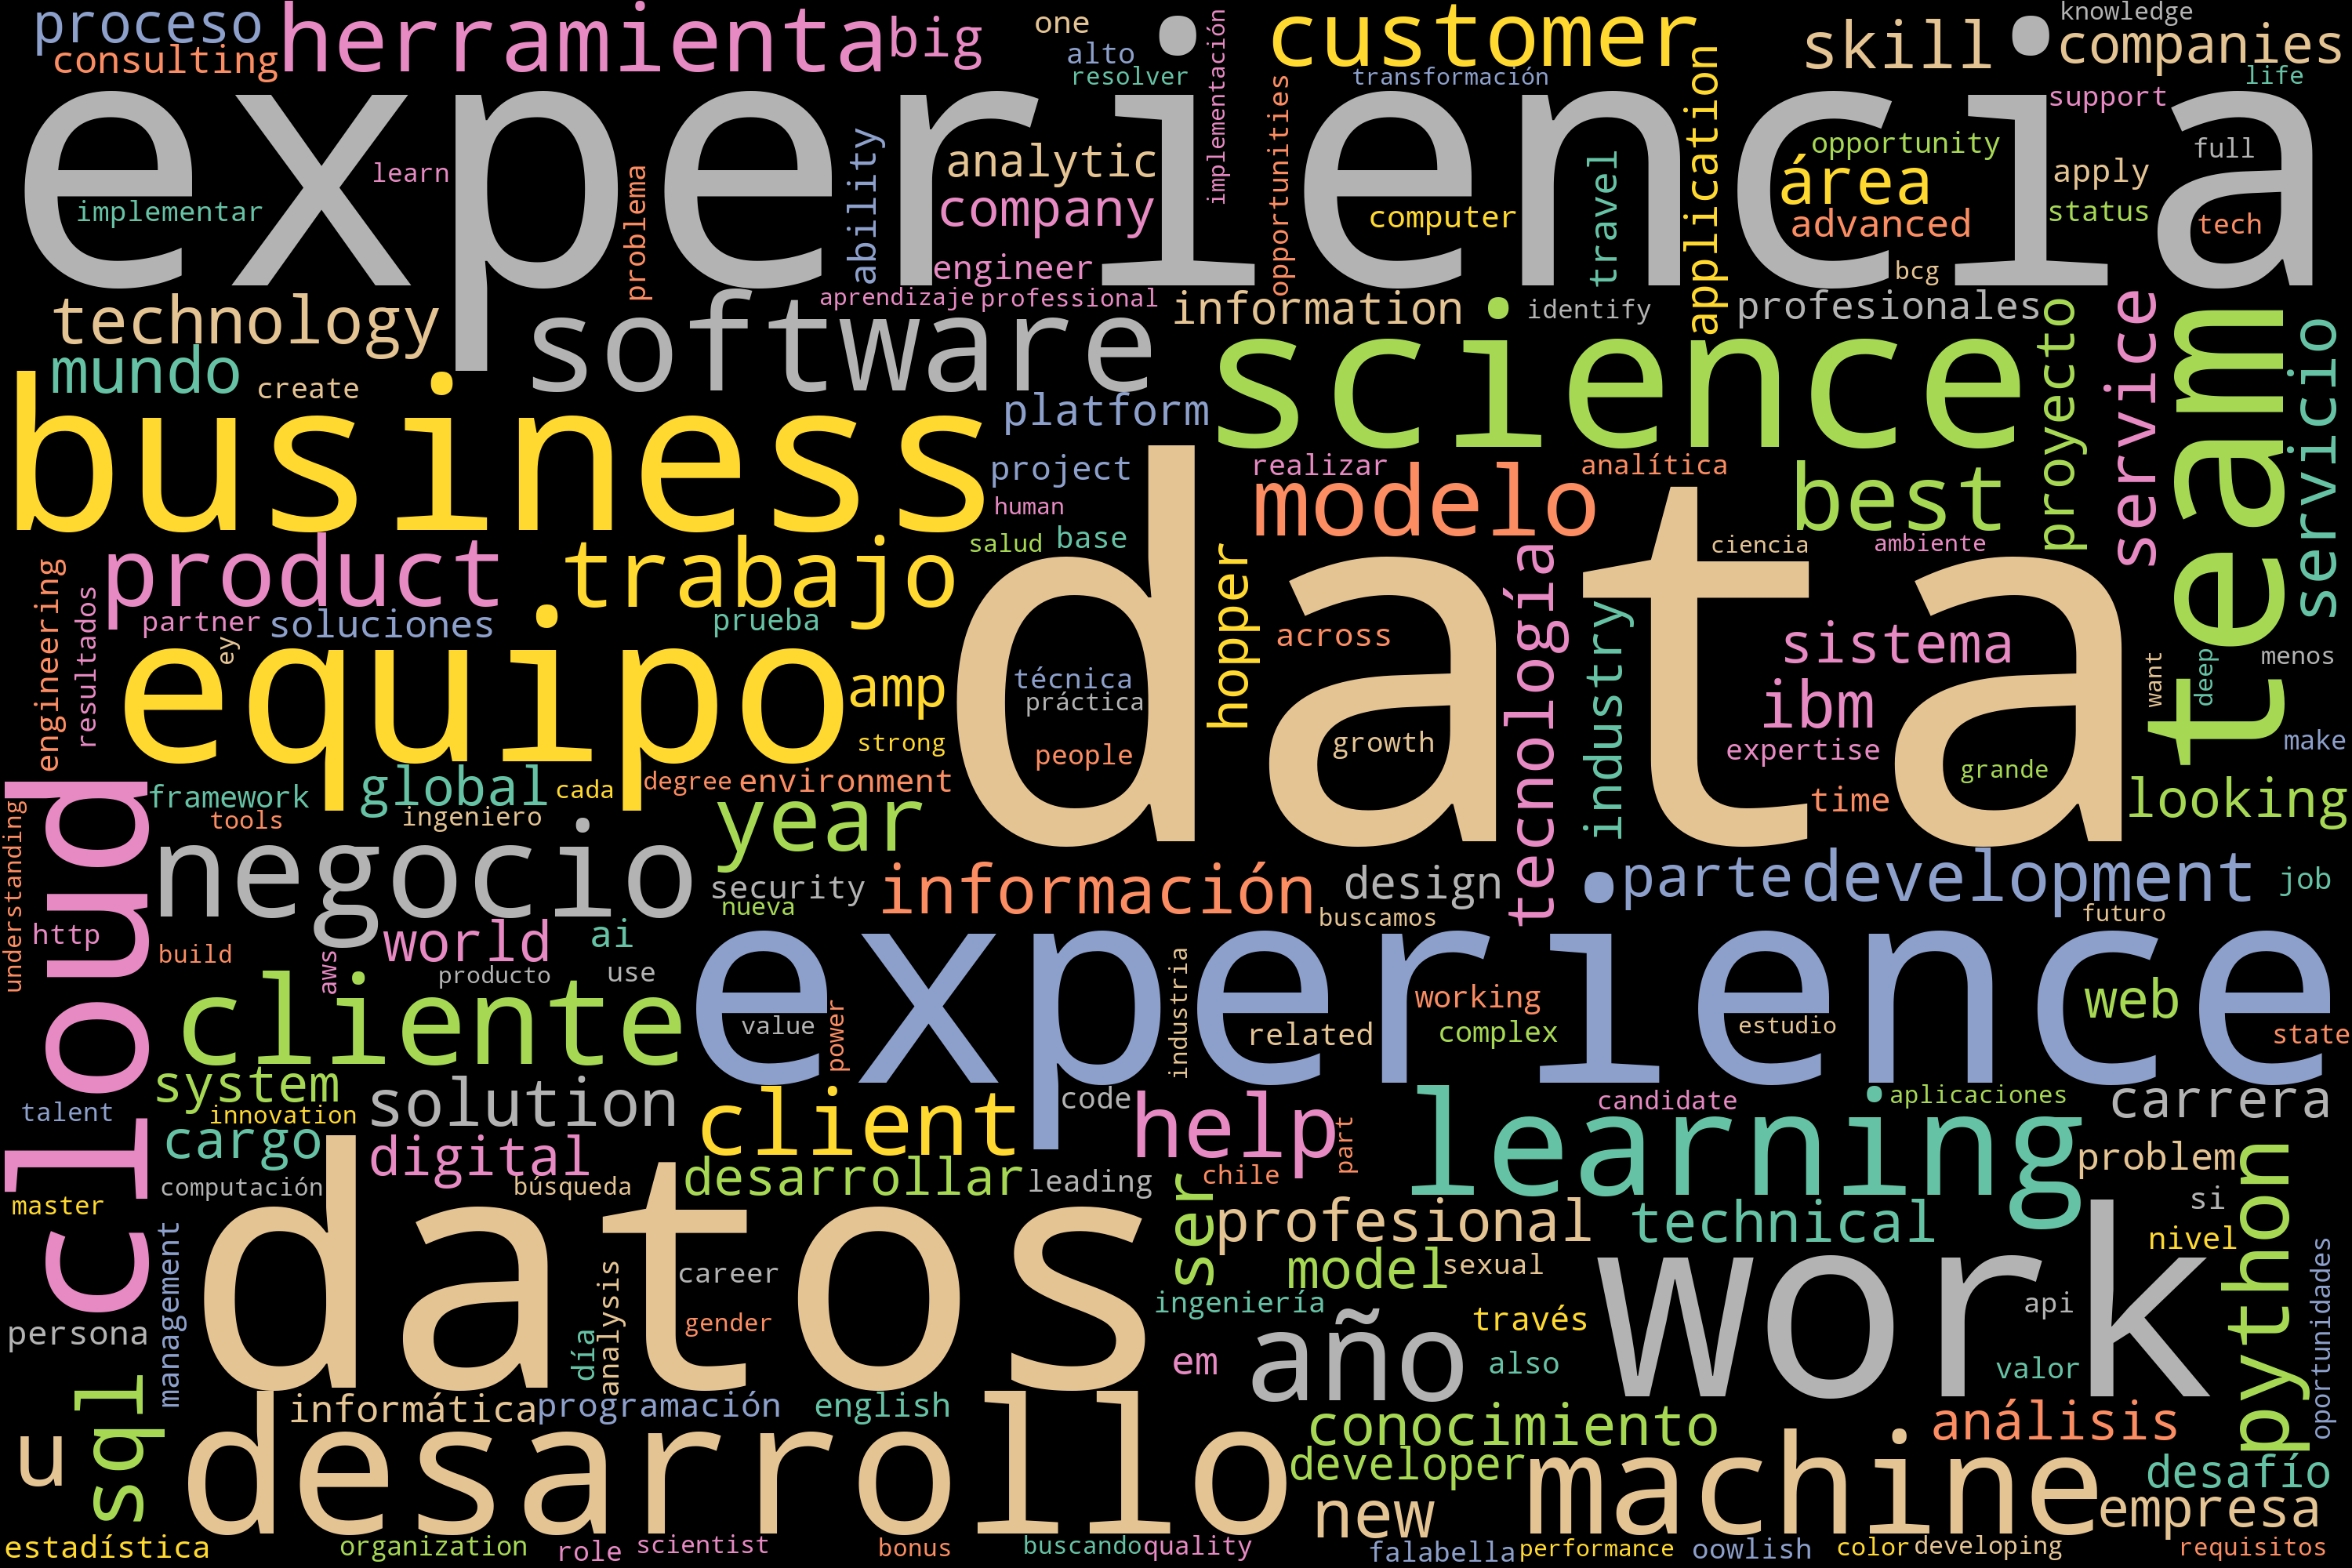 proceso
consulting
herramienta
big
one
alto
resolver
implementación
customer
transformación
skill
knowledge
companies
life
support
experiencia
learn
implementar
problema
ability
analytic
company
engineer
opportunities
computer
travel
application
opportunity
área
advanced
bcg
apply
status
full
tech
technology
mundo
create
aprendizaje
professional
software
information
identify
profesionales
science
proyecto
service
team
servicio
business
platform
project
human
realizar
analítica
modelo
best
product
trabajo
salud
base
ciencia
ambiente
data
hopper
tecnología
industry
engineering
resultados
partner
soluciones
ey
prueba
equipo
amp
strong
técnica
práctica
people
across
growth
sistema
ibm
expertise
grande
time
want
deep
menos
make
looking
cloud
framework
tools
global
cada
degree
environment
ingeniero
year
understanding
negocio
security
nueva
información
design
buscamos
parte
development
job
futuro
http
build
world
ai
aws
producto
use
cliente
experience
value
power
industria
related
working
complex
estudio
web
state
system
innovation
talent
solution
client
code
help
part
candidate
aplicaciones
carrera
learning
cargo
digital
computación
búsqueda
desarrollar
leading
chile
ser
problem
master
management
datos
profesional
technical
python
si
nivel
oportunidades
career
gender
analysis
día
ingeniería
model
sexual
work
api
persona
em
año
través
also
valor
sql
informática
programación
english
conocimiento
análisis
u
desarrollo
developer
machine
desafío
new
empresa
estadística
organization
role
scientist
bonus
buscando
quality
falabella
performance
oowlish
color
developing
requisitos